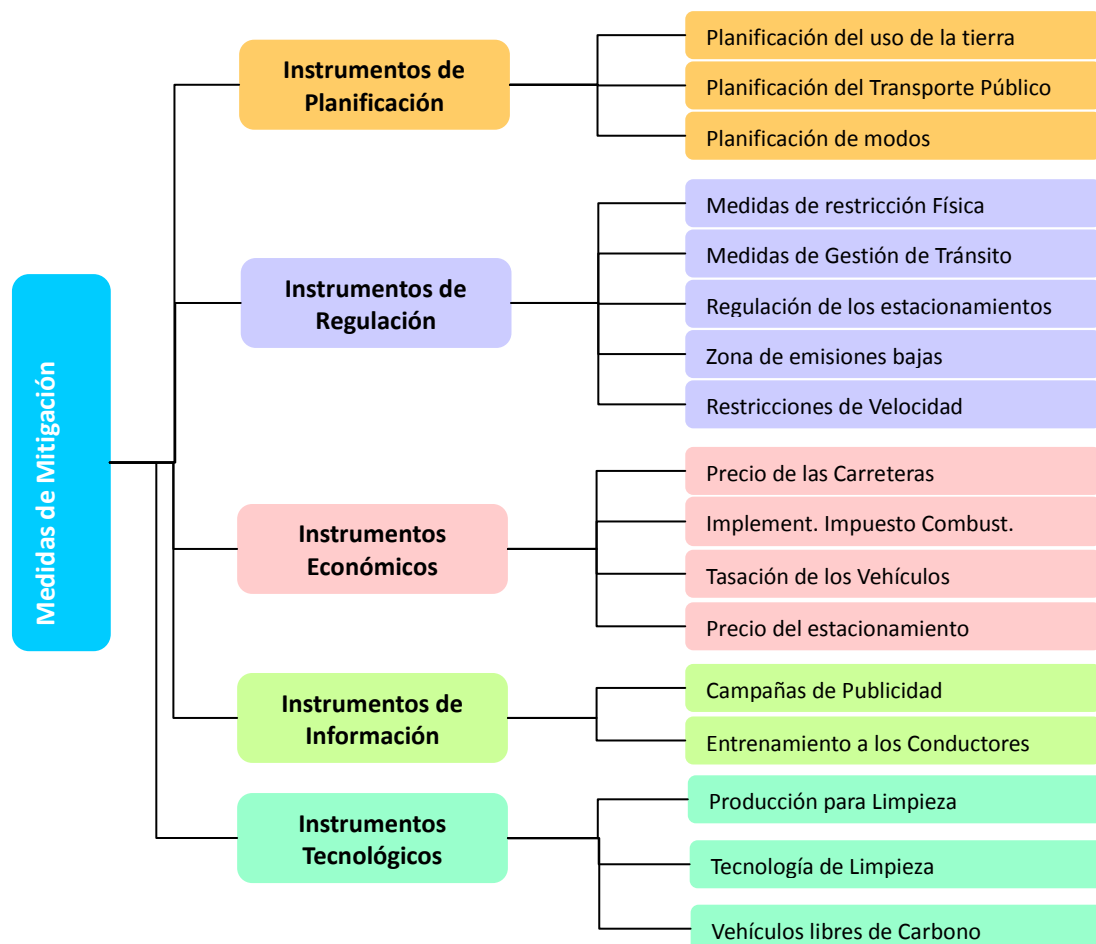 Medidas de Mitigación
Instrumentos de
Planificación
Planificación del uso de la tierra
Planificación del Transporte Público
Planificación de modos
Instrumentos de
Regulación
Medidas de restricción Física
Medidas de Gestión de Tránsito
Regulación de los estacionamientos
Zona de emisiones bajas
Restricciones de Velocidad
Instrumentos
Económicos
Precio de las Carreteras
Implement. Impuesto Combust.
Tasación de los Vehículos
Precio del estacionamiento
Instrumentos de
Información
Campañas de Publicidad
Entrenamiento a los Conductores
Instrumentos
Tecnológicos
Producción para Limpieza
Tecnología de Limpieza
Vehículos libres de Carbono